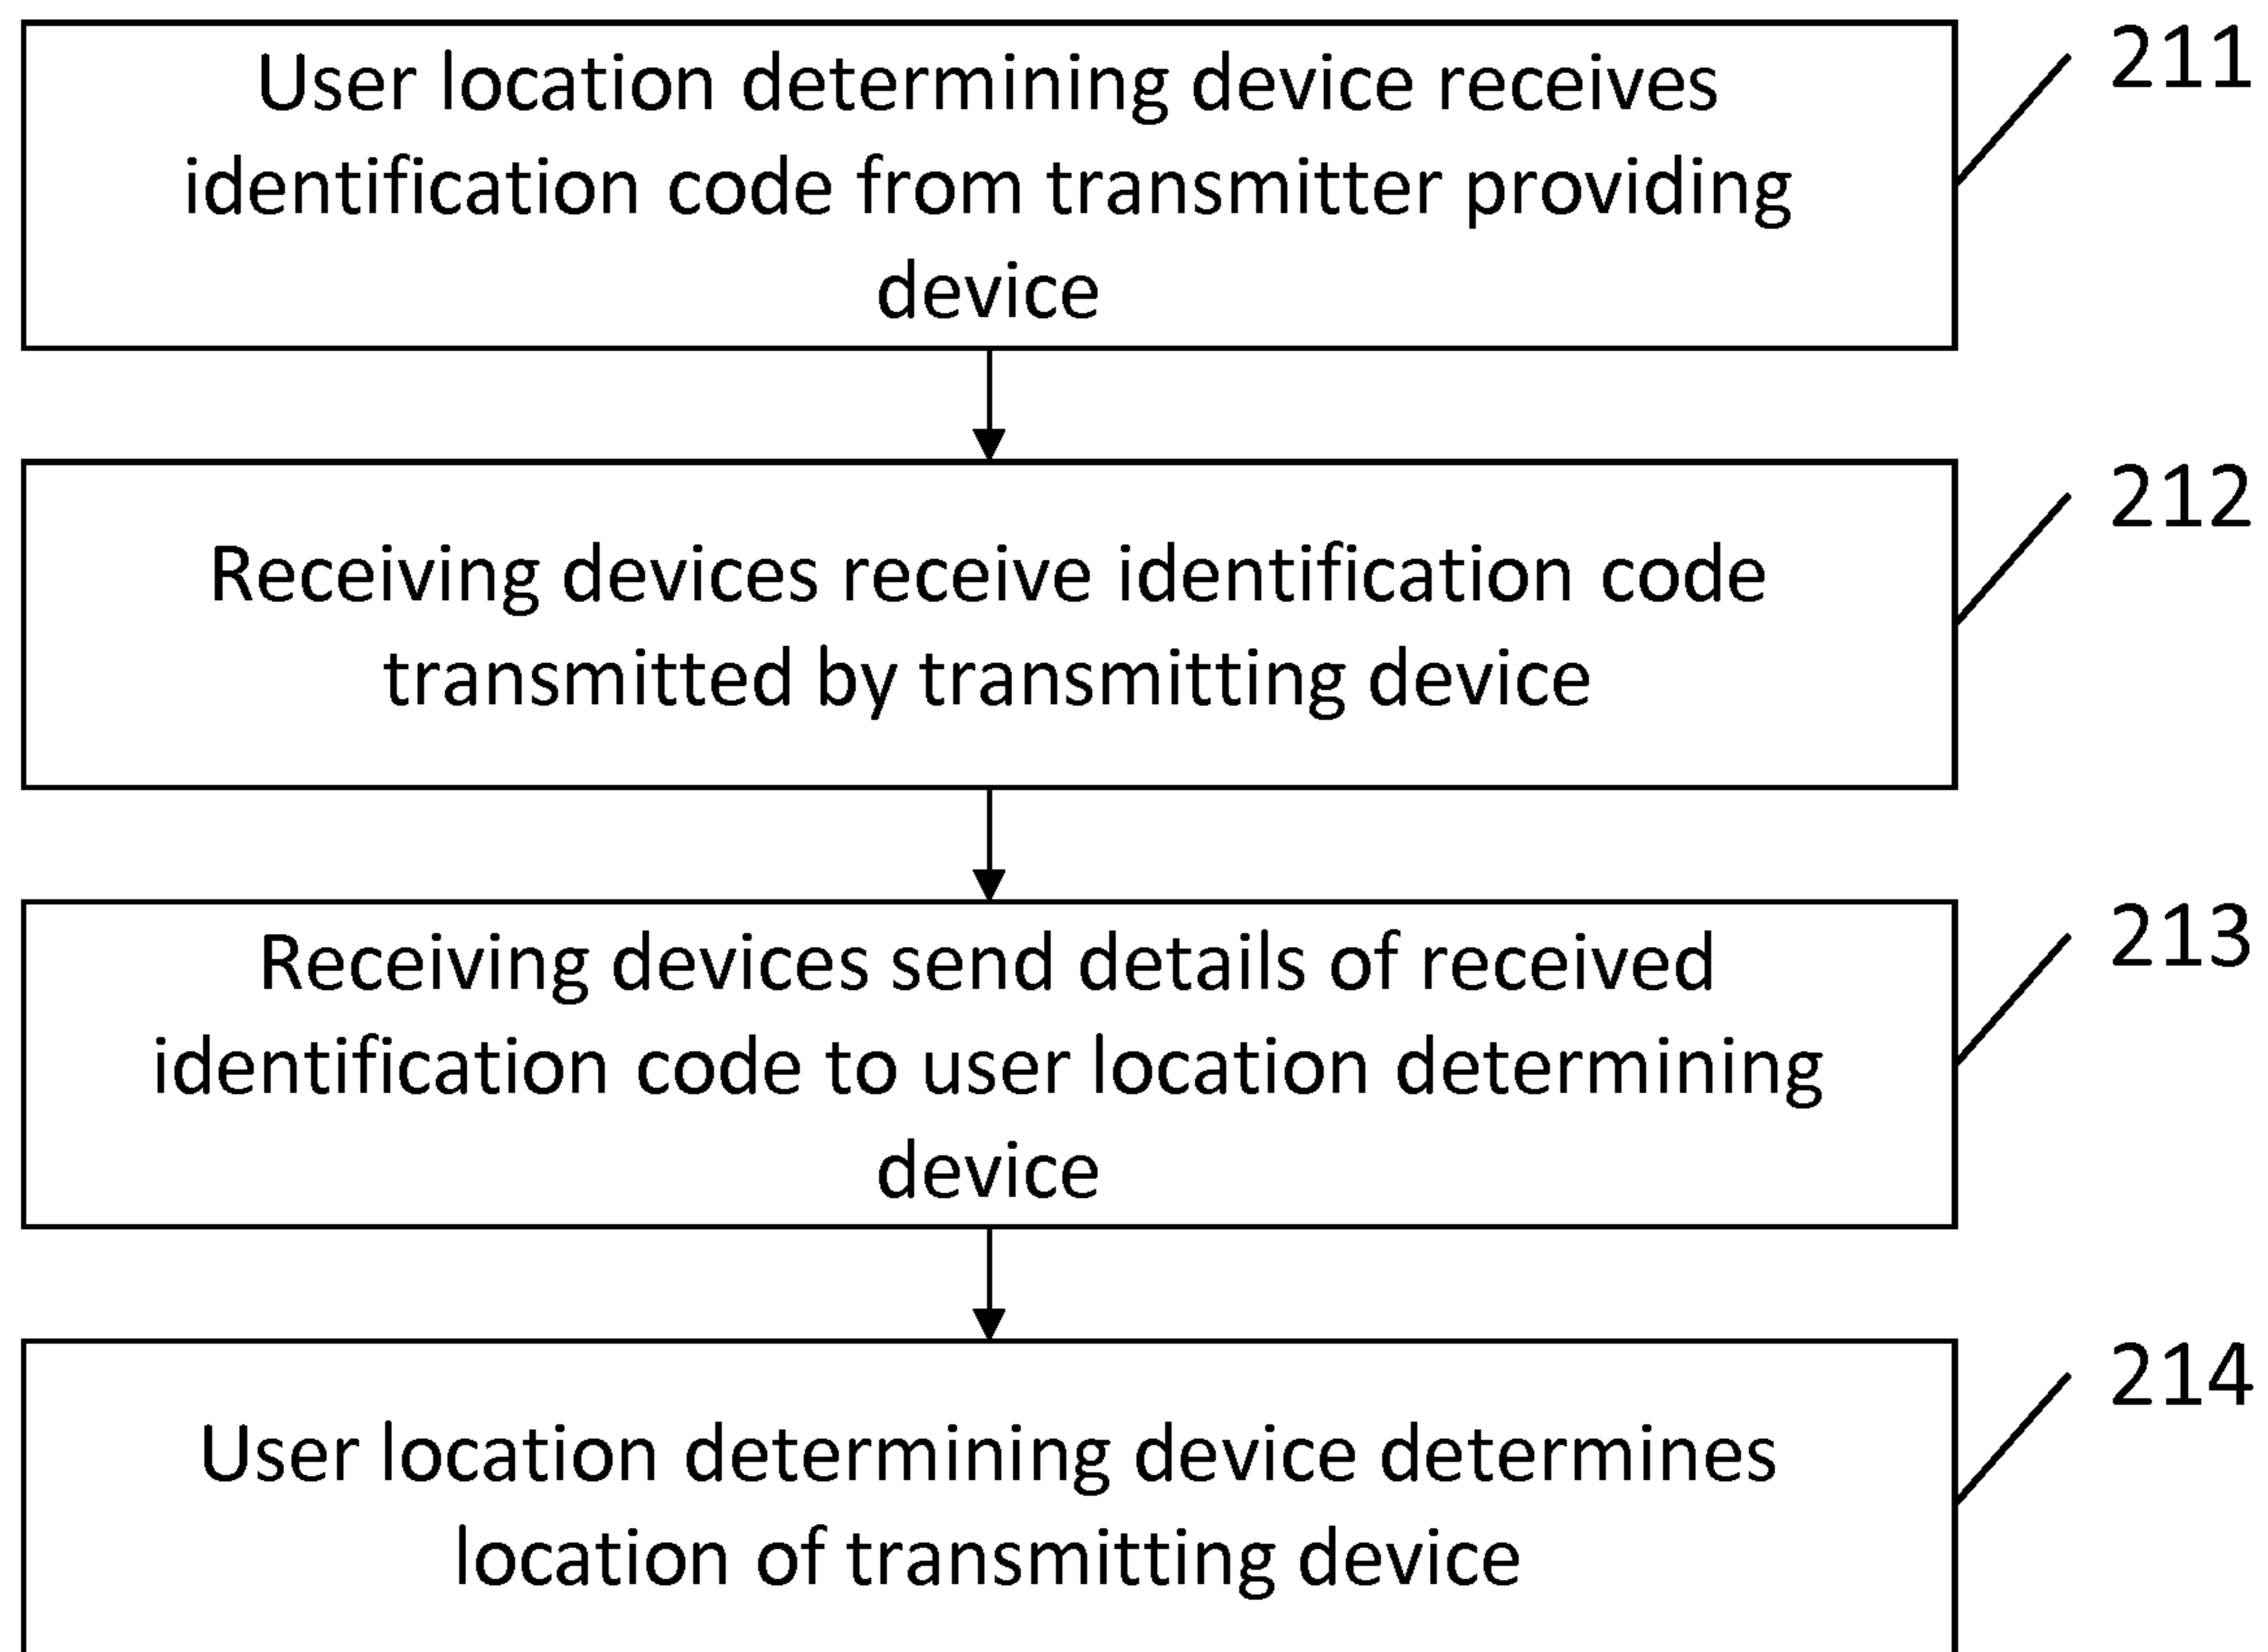 User location determining device receives
identification code from transmitter providing
device
211
Receiving devices receive identification code
transmitted by transmitting device
212
Receiving devices send details of received
identification code to user location determining
device
213
User location determining device determines
location of transmitting device
214